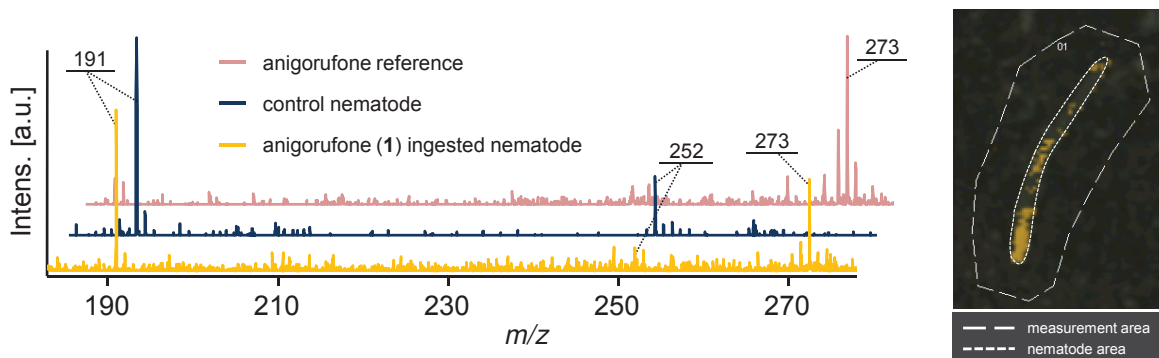 191
anigorufone reference
control nematode
anigorufone (1) ingested nematode
252
273
273
Intens. [a.u.]
190
210
230
250
270
m/z
01
measurement area
nematode area